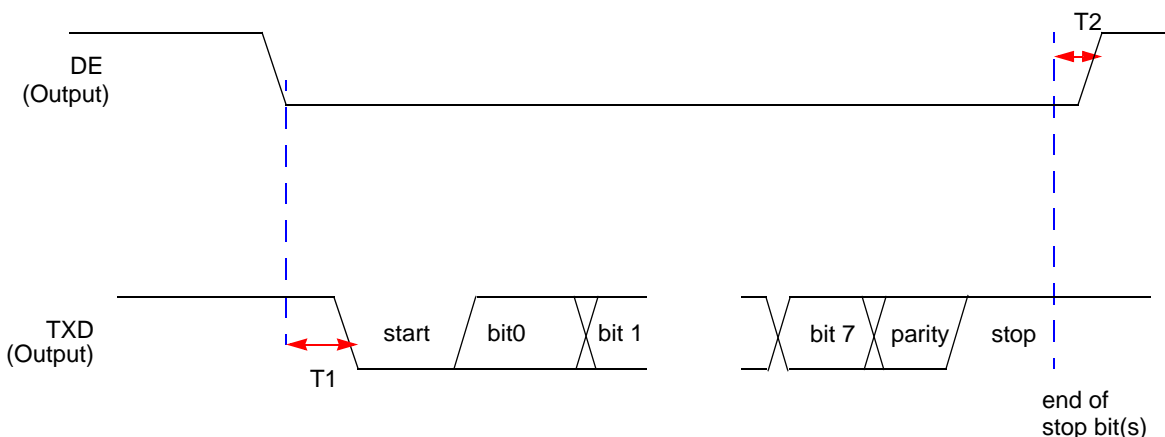 T2
DE
(Output)
TXD
(Output)
start
bit0
bit 1
bit 7
parity
stop
T1
end of
stop bit(s)